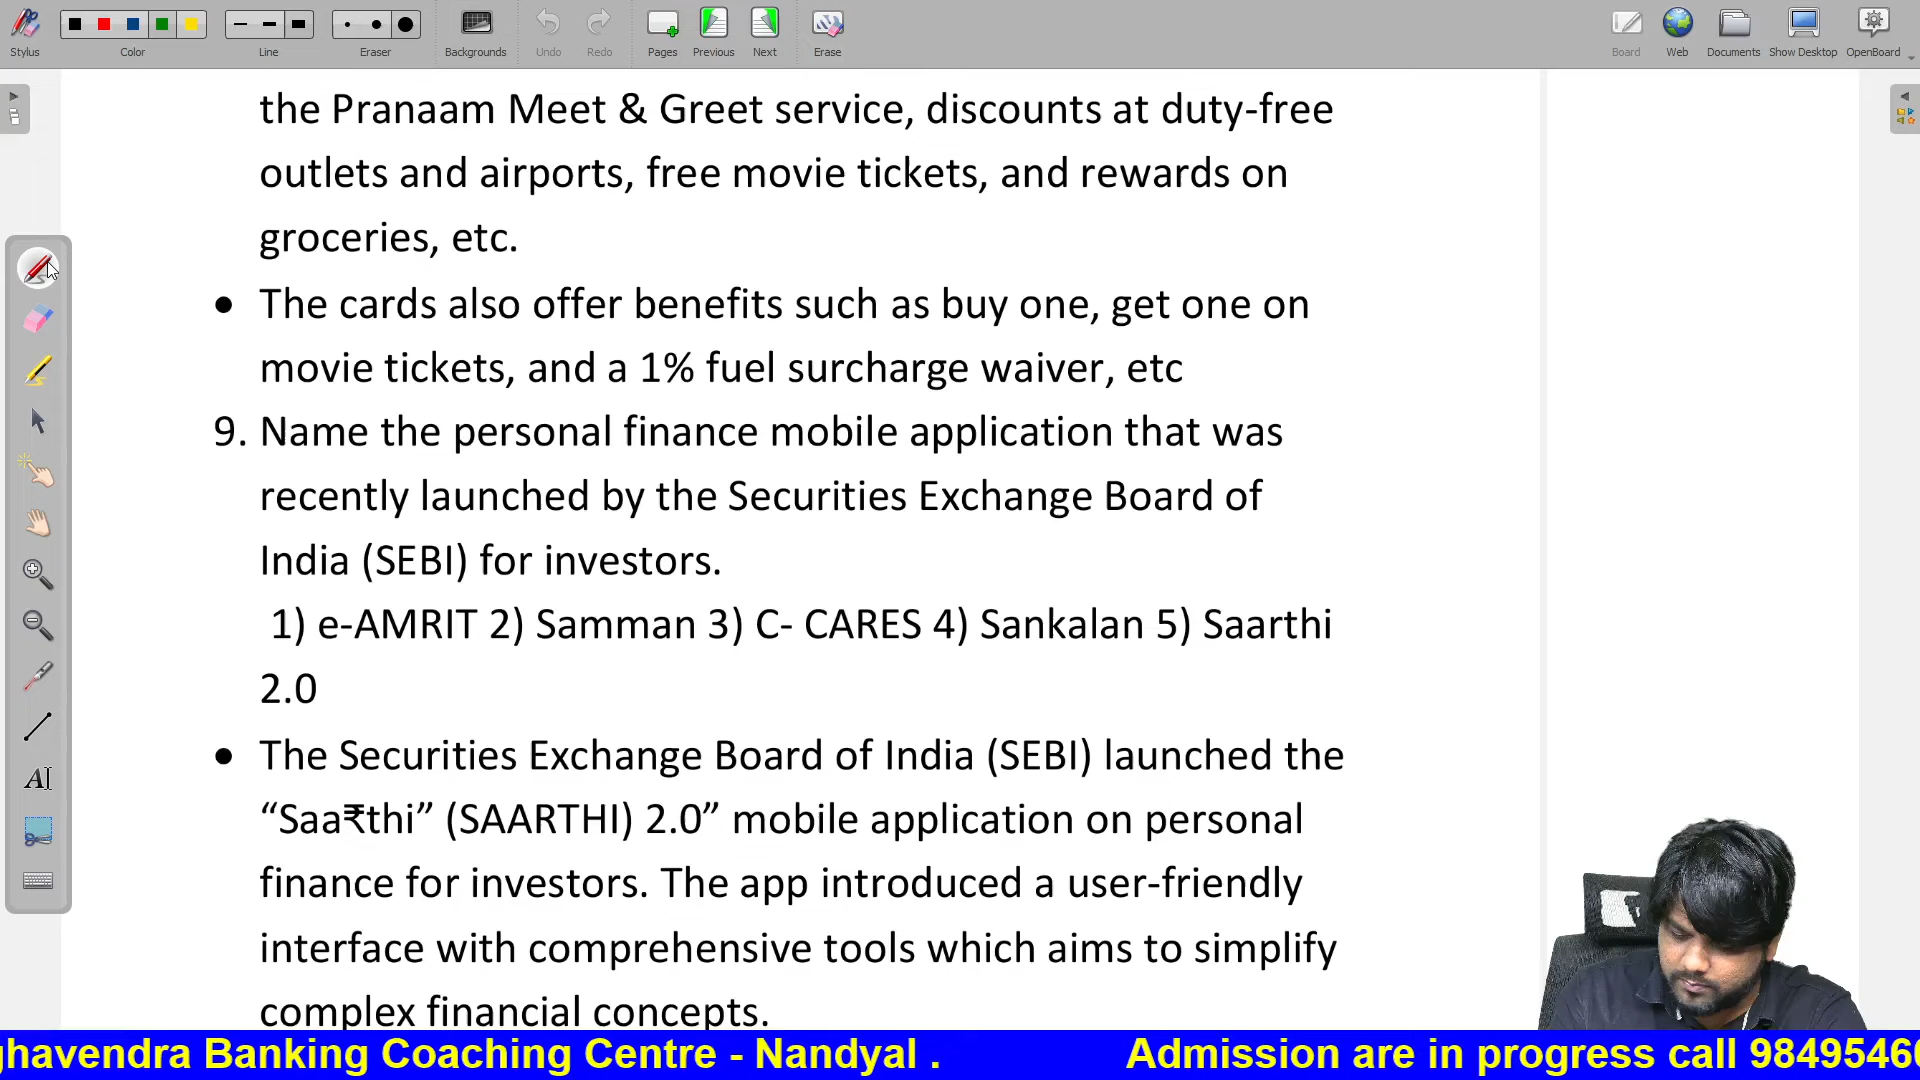 Stylus Color Line Eraser Backgrounds Undo Redo Pages Previous Next Erase Board Web Documents Show Desktop OpenBoard
the Pranaam Meet & Greet service, discounts at duty-free
outlets and airports, free movie tickets, and rewards on
groceries, etc.
• The cards also offer benefits such as buy one, get one on
movie tickets, and a 1% fuel surcharge waiver, etc
9. Name the personal finance mobile application that was
recently launched by the Securities Exchange Board of
India (SEBI) for investors.
1) e-AMRIT 2) Samman 3) C- CARES 4) Sankalan 5) Saarthi
2.0
• The Securities Exchange Board of India (SEBI) launched the
“Saa₹thi” (SAARTHI) 2.0” mobile application on personal
finance for investors. The app introduced a user-friendly
interface with comprehensive tools which aims to simplify
complex financial concepts.
ghavendra Banking Coaching Centre - Nandyal . Admission are in progress call 98495460